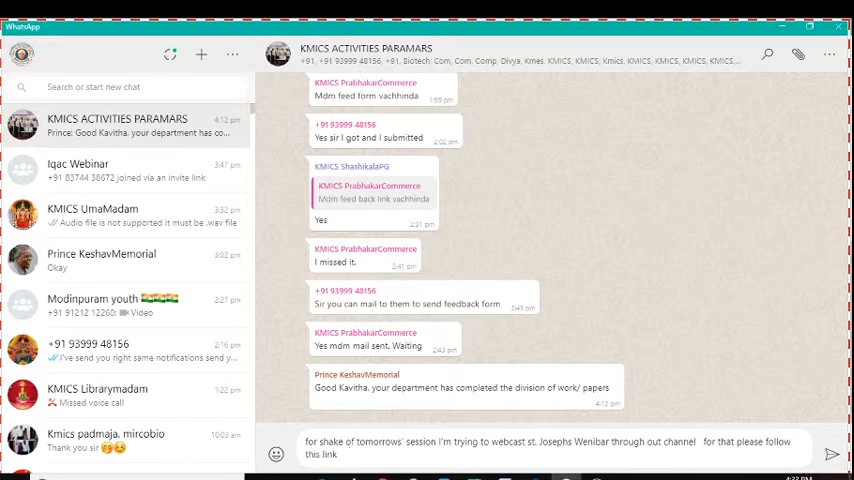 WhatsApp
KMICS ACTIVITIES PARAMARS
+91, +91 93999 48156, +91, Biotech, Com, Com, Comp, Divya, Kmes. KMICS, KMICS, Kmics. KMICS, KMICS, KMICS, KMICS,...
Search or start new chat
KMICS ACTIVITIES PARAMARS 4:12 pm
Prince: Good Kavitha, your department has co...
Iqac Webinar 3:47 pm
+91 83744 38672 joined via an invite link
KMICS UmaMadam 3:32 pm
Audio file is not supported it must be .wav file
Prince KeshavMemorial 3:02 pm
Okay
Modinpuram youth 🇮🇳🇮🇳🇮🇳🇮🇳 2:27 pm
+91 91212 12260: Video
+91 93999 48156 2:16 pm
I've send you right same notifications send y...
KMICS Librarymadam 1:22 pm
Missed voice call
Kmics padmaja. mircobio 10:03 am
Thank you sir 🤭😊
KMICS PrabhakarCommerce
Mdm feed form vachhinda
1:59 pm
+91 93999 48156
Yes sir I got and I submitted
2:02 pm
KMICS ShashikalaPG
KMICS PrabhakarCommerce
Mdm feed back link vachhinda
Yes
2:31 pm
KMICS PrabhakarCommerce
I missed it.
2:41 pm
+91 93999 48156
Sir you can mail to them to send feedback form
2:43 pm
KMICS PrabhakarCommerce
Yes mdm mail sent. Waiting
2:43 pm
Prince KeshavMemorial
Good Kavitha, your department has completed the division of work/ papers
4:12 pm
for shake of tomorrows' session I'm trying to webcast st. Josephs Wenibar through out channel for that please follow
this link